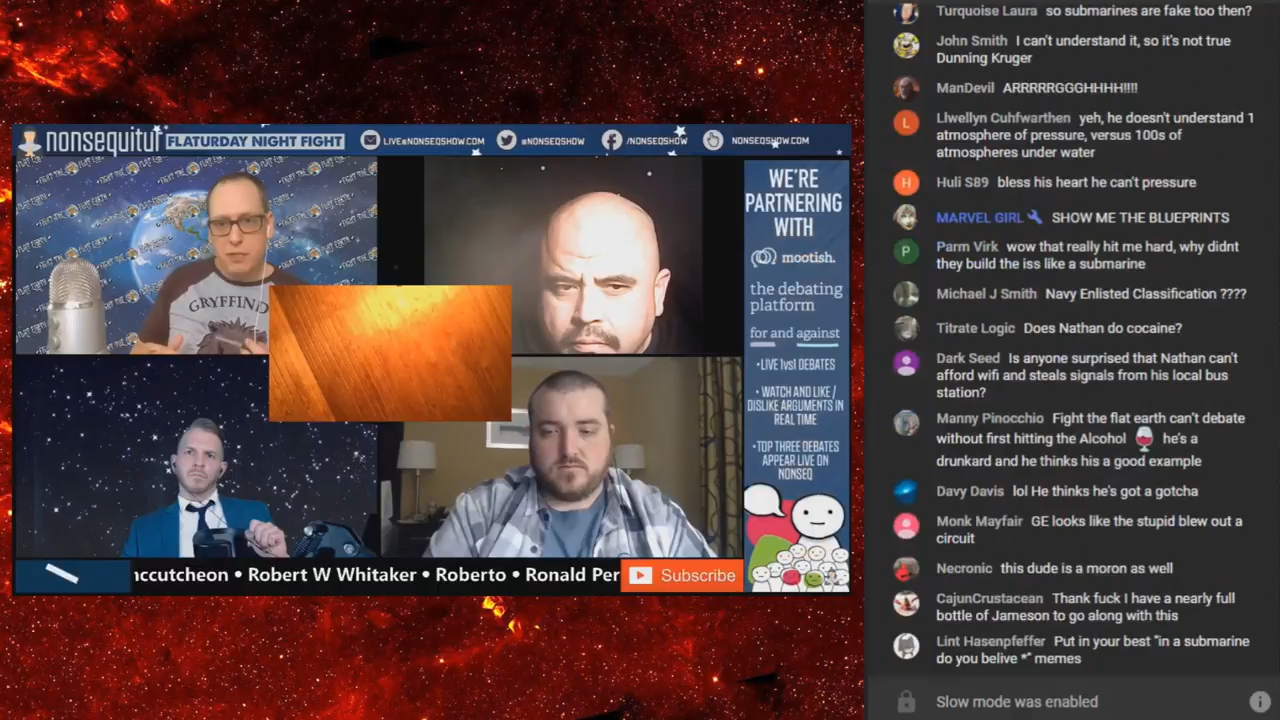 nonsequitur FLATURDAY NIGHT FIGHT LIVE@NONSEQSHOW.COM @NONSEQSHOW /NONSEQSHOW NONSEQSHOW.COM
GRYFFIND
WE'RE
PARTNERING
WITH
mootish.
the debating
platform
for and against
•LIVE 1vs1 DEBATES
•WATCH AND LIKE /
DISLIKE ARGUMENTS IN
REAL TIME
•TOP THREE DEBATES
APPEAR LIVE ON
NONSEQ
ccutcheon • Robert W Whitaker • Roberto • Ronald Per
Subscribe
Turquoise Laura so submarines are fake too then?
John Smith I can't understand it, so it's not true
Dunning Kruger
ManDevil ARRRRRGGGHHHH!!!!
Llwellyn Cuhfwarthen yeh, he doesn't understand 1
atmosphere of pressure, versus 100s of
atmospheres under water
Huli S89 bless his heart he can't pressure
MARVEL GIRL SHOW ME THE BLUEPRINTS
Parm Virk wow that really hit me hard, why didnt
they build the iss like a submarine
Michael J Smith Navy Enlisted Classification ????
Titrate Logic Does Nathan do cocaine?
Dark Seed Is anyone surprised that Nathan can't
afford wifi and steals signals from his local bus
station?
Manny Pinocchio Fight the flat earth can't debate
without first hitting the Alcohol 🍷 he's a
drunkard and he thinks his a good example
Davy Davis lol He thinks he's got a gotcha
Monk Mayfair GE looks like the stupid blew out a
circuit
Necronic this dude is a moron as well
CajunCrustacean Thank fuck I have a nearly full
bottle of Jameson to go along with this
Lint Hasenpfeffer Put in your best "in a submarine
do you belive *" memes
Slow mode was enabled